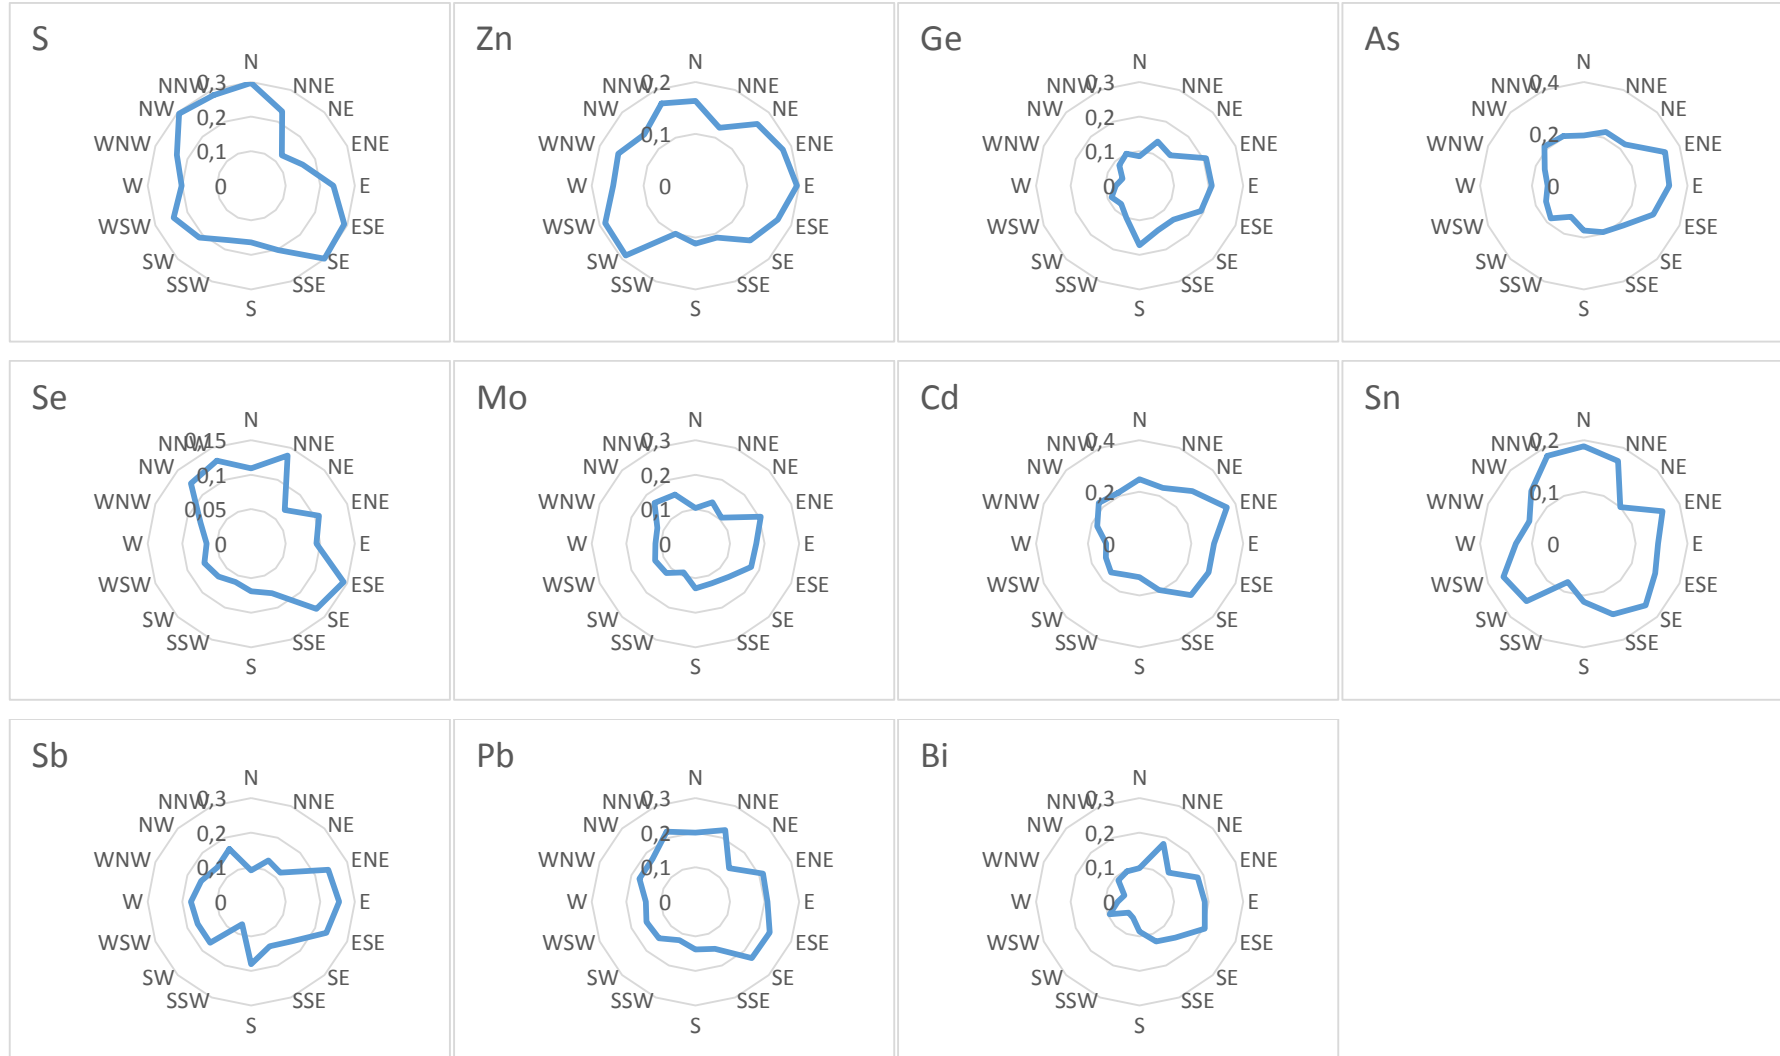 S
N
NNE
NE
ENE
E
ESE
SE
SSE
S
SSW
SW
WSW
W
WNW
NW
NNW
0,3
0,2
0,1
0
Zn
N
NNE
NE
ENE
E
ESE
SE
SSE
S
SSW
SW
WSW
W
WNW
NW
NNW
0,2
0,1
0
Ge
N
NNE
NE
ENE
E
ESE
SE
SSE
S
SSW
SW
WSW
W
WNW
NW
NNW
0,3
0,2
0,1
0
As
N
NNE
NE
ENE
E
ESE
SE
SSE
S
SSW
SW
WSW
W
WNW
NW
NNW
0,4
0,2
0
Se
N
NNE
NE
ENE
E
ESE
SE
SSE
S
SSW
SW
WSW
W
WNW
NW
NNW
0,15
0,1
0,05
0
Mo
N
NNE
NE
ENE
E
ESE
SE
SSE
S
SSW
SW
WSW
W
WNW
NW
NNW
0,3
0,2
0,1
0
Cd
N
NNE
NE
ENE
E
ESE
SE
SSE
S
SSW
SW
WSW
W
WNW
NW
NNW
0,4
0,2
0
Sn
N
NNE
NE
ENE
E
ESE
SE
SSE
S
SSW
SW
WSW
W
WNW
NW
NNW
0,2
0,1
0
Sb
N
NNE
NE
ENE
E
ESE
SE
SSE
S
SSW
SW
WSW
W
WNW
NW
NNW
0,3
0,2
0,1
0
Pb
N
NNE
NE
ENE
E
ESE
SE
SSE
S
SSW
SW
WSW
W
WNW
NW
NNW
0,3
0,2
0,1
0
Bi
N
NNE
NE
ENE
E
ESE
SE
SSE
S
SSW
SW
WSW
W
WNW
NW
NNW
0,3
0,2
0,1
0